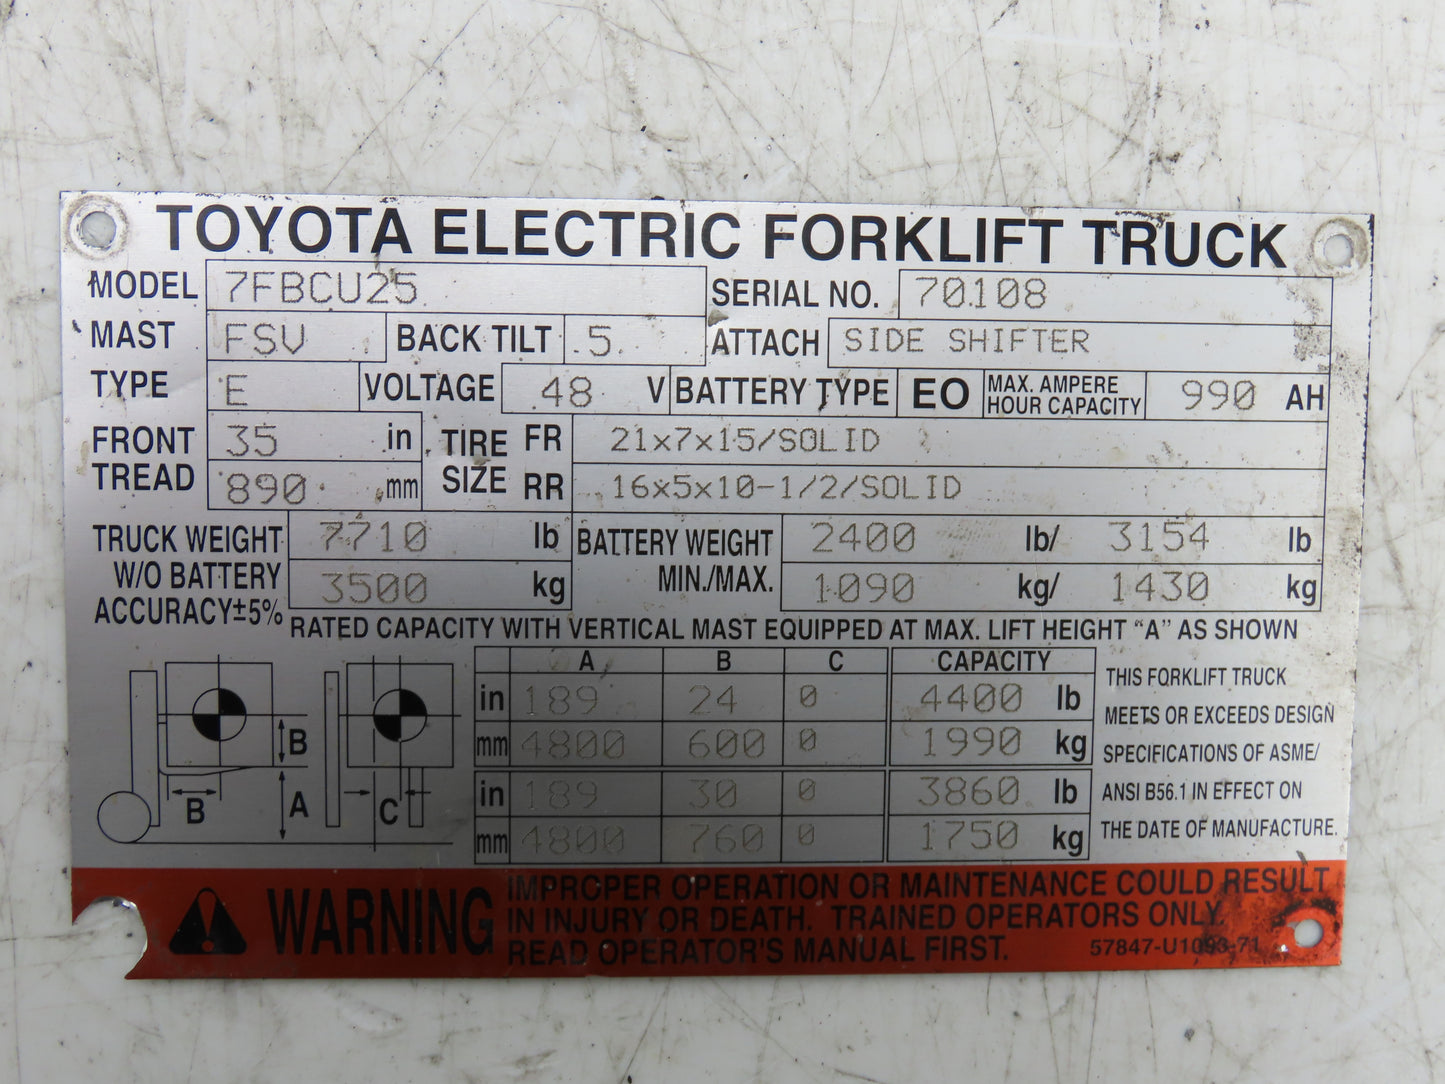 TOYOTA ELECTRIC FORKLIFT TRUCK
MODEL 7FBCU25 SERIAL NO. 70108
MAST FSV BACK TILT 5 ATTACH SIDE SHIFTER
TYPE E VOLTAGE 48 V BATTERY TYPE EO MAX. AMPERE HOUR CAPACITY 990 AH
FRONT TREAD 35 in TIRE SIZE FR 21x7x15/SOLID
890 mm RR 16x5x10-1/2/SOLID
TRUCK WEIGHT W/O BATTERY ACCURACY±5% 7710 lb BATTERY WEIGHT MIN./MAX. 2400 lb/ 3154 lb
3500 kg 1090 kg/ 1430 kg
RATED CAPACITY WITH VERTICAL MAST EQUIPPED AT MAX. LIFT HEIGHT "A" AS SHOWN
A B C CAPACITY
in 189 24 0 4400 lb
mm 4800 600 0 1990 kg
in 189 30 0 3860 lb
mm 4800 760 0 1750 kg
B
B A C
THIS FORKLIFT TRUCK
MEETS OR EXCEEDS DESIGN
SPECIFICATIONS OF ASME/
ANSI B56.1 IN EFFECT ON
THE DATE OF MANUFACTURE.
WARNING
IMPROPER OPERATION OR MAINTENANCE COULD RESULT
IN INJURY OR DEATH. TRAINED OPERATORS ONLY.
READ OPERATOR'S MANUAL FIRST.
57847-U1093-71